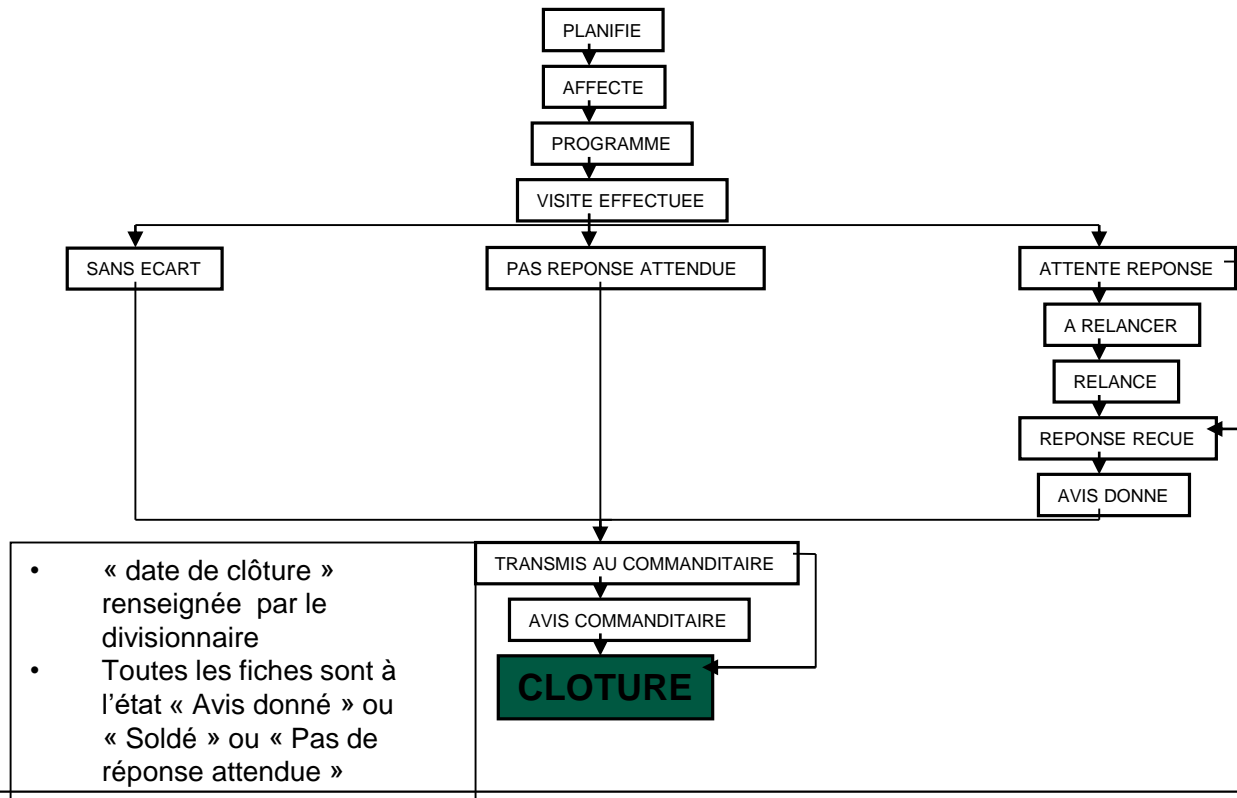 PLANIFIE
AFFECTE
PROGRAMME
VISITE EFFECTUEE
SANS ECART
PAS REPONSE ATTENDUE
ATTENTE REPONSE
A RELANCER
RELANCE
REPONSE RECUE
AVIS DONNE
TRANSMIS AU COMMANDITAIRE
AVIS COMMANDITAIRE
CLOTURE
• « date de clôture »
renseignée par le
divisionnaire
• Toutes les fiches sont à
l’état « Avis donné » ou
« Soldé » ou « Pas de
réponse attendue »